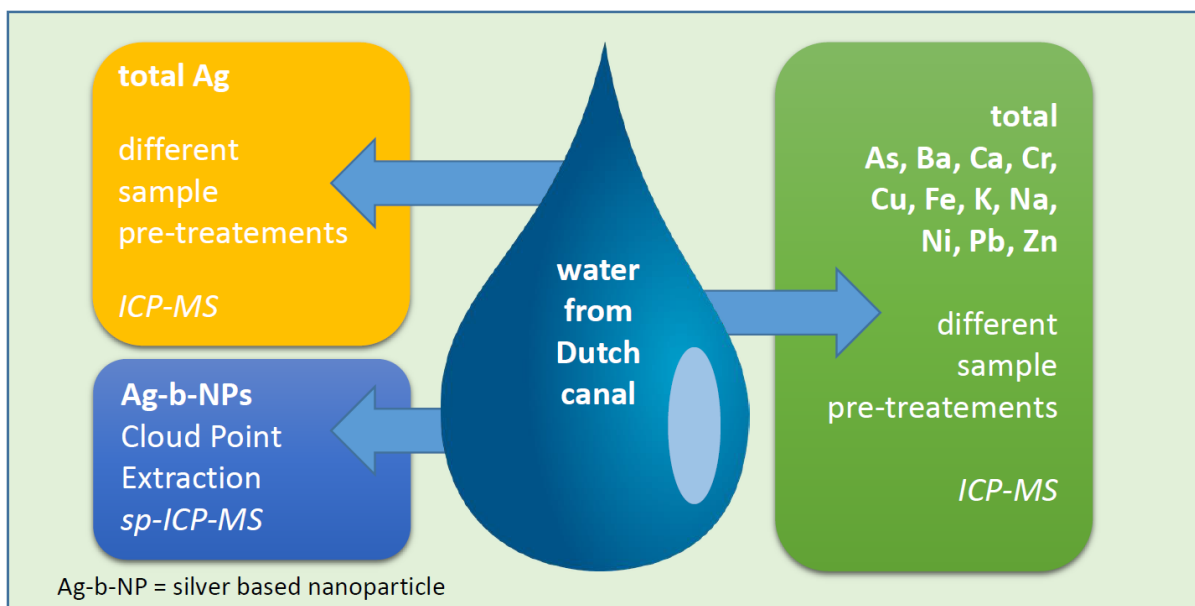 total Ag
different
sample
pre-treatements
ICP-MS
Ag-b-NPs
Cloud Point
Extraction
sp-ICP-MS
water
from
Dutch
canal
total
As, Ba, Ca, Cr,
Cu, Fe, K, Na,
Ni, Pb, Zn
different
sample
pre-treatements
ICP-MS
Ag-b-NP = silver based nanoparticle